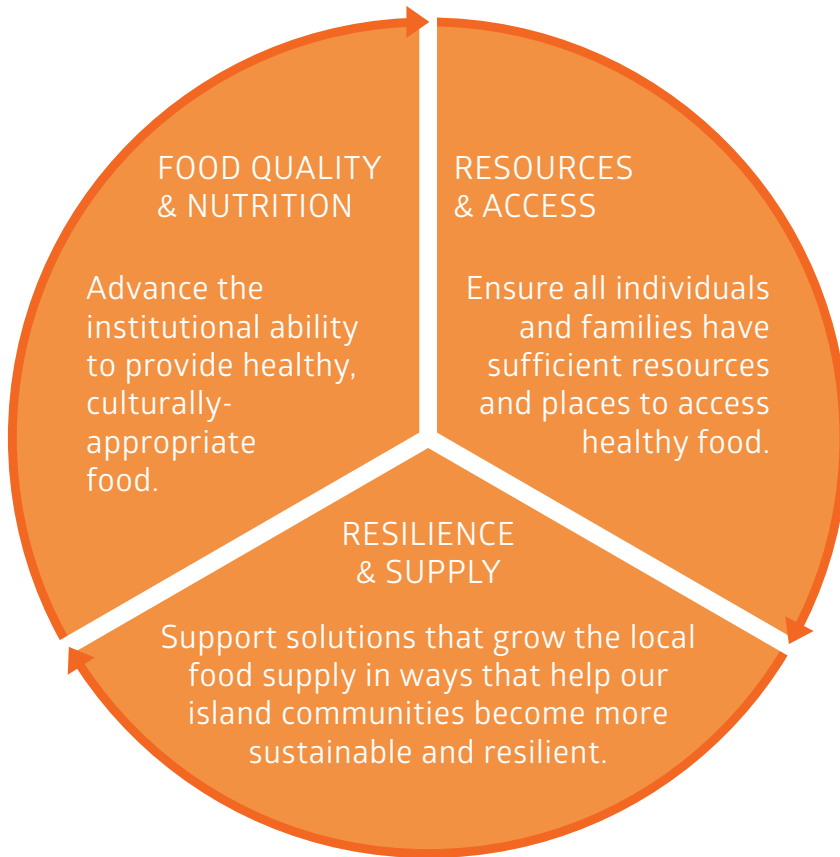 FOOD QUALITY
& NUTRITION
Advance the
institutional ability
to provide healthy,
culturally-
appropriate
food.
RESOURCES
& ACCESS
Ensure all individuals
and families have
sufficient resources
and places to access
healthy food.
RESILIENCE
& SUPPLY
Support solutions that grow the local
food supply in ways that help our
island communities become more
sustainable and resilient.